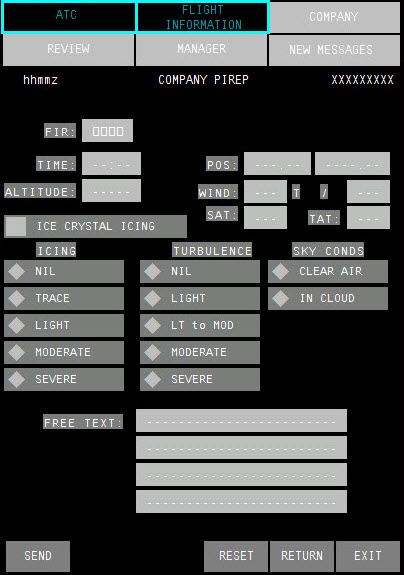 ATC FLIGHT INFORMATION COMPANY
REVIEW MANAGER NEW MESSAGES
hhmmz COMPANY PIREP XXXXXXXXX
FIR: □□□□
TIME: --:-- POS: ---.-- ----.--
ALTITUDE: ----- WIND: --- T / ---
SAT: --- TAT: ---
ICE CRYSTAL ICING
ICING TURBULENCE SKY CONDS
NIL NIL CLEAR AIR
TRACE LIGHT IN CLOUD
LIGHT LT to MOD
MODERATE MODERATE
SEVERE SEVERE
FREE TEXT: ------------------------
------------------------
------------------------
------------------------
SEND RESET RETURN EXIT